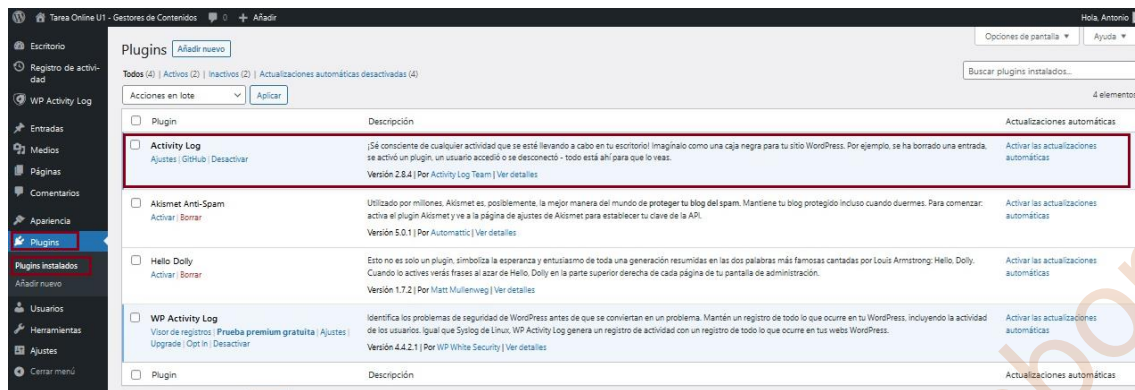 Tarea Online U1 - Gestores de Contenidos 0 + Añadir Hola, Antonio
Opciones de pantalla ▼ Ayuda ▼
Escritorio
Registro de activi-
dad
WP Activity Log
Entradas
Medios
Páginas
Comentarios
Apariencia
Plugins
Plugins instalados
Añadir nuevo
Usuarios
Herramientas
Ajustes
Cerrar menú
Plugins Añadir nuevo
Todos (4) | Activos (2) | Inactivos (2) | Actualizaciones automáticas desactivadas (4)
Buscar plugins instalados...
Acciones en lote Aplicar
4 elementos
Plugin Descripción Actualizaciones automáticas
Activity Log
Ajustes | GitHub | Desactivar
¡Sé consciente de cualquier actividad que se esté llevando a cabo en tu escritorio! Imagínalo como una caja negra para tu sitio WordPress. Por ejemplo, se ha borrado una entrada,
se activó un plugin, un usuario accedió o se desconectó - todo está ahí para que lo veas.
Versión 2.8.4 | Por Activity Log Team | Ver detalles
Activar las actualizaciones
automáticas
Akismet Anti-Spam
Activar | Borrar
Utilizado por millones, Akismet es, posiblemente, la mejor manera del mundo de proteger tu blog del spam. Mantiene tu blog protegido incluso cuando duermes. Para comenzar:
activa el plugin Akismet y ve a la página de ajustes de Akismet para establecer tu clave de la API.
Versión 5.0.1 | Por Automattic | Ver detalles
Activar las actualizaciones
automáticas
Hello Dolly
Activar | Borrar
Esto no es solo un plugin, simboliza la esperanza y entusiasmo de toda una generación resumidas en las dos palabras más famosas cantadas por Louis Armstrong: Hello, Dolly.
Cuando lo actives verás frases al azar de Hello, Dolly en la parte superior derecha de cada página de tu pantalla de administración.
Versión 1.7.2 | Por Matt Mullenweg | Ver detalles
Activar las actualizaciones
automáticas
WP Activity Log
Visor de registros | Prueba premium gratuita | Ajustes |
Upgrade | Opt in | Desactivar
Identifica los problemas de seguridad de WordPress antes de que se conviertan en un problema. Mantén un registro de todo lo que ocurre en tu WordPress, incluyendo la actividad
de los usuarios. Igual que Syslog de Linux, WP Activity Log genera un registro de actividad con un registro de todo lo que ocurre en tus webs WordPress.
Versión 4.4.2.1 | Por WP White Security | Ver detalles
Activar las actualizaciones
automáticas
Plugin Descripción Actualizaciones automáticas